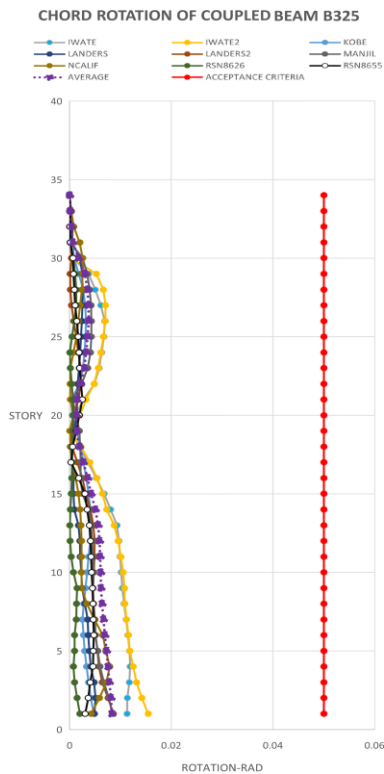 CHORD ROTATION OF COUPLED BEAM B325
IWATE IWATE2 KOBE
LANDERS LANDERS2 MANJIL
NCALIF RSN8626 RSN8655
AVERAGE ACCEPTANCE CRITERIA
40
35
30
25
STORY 20
15
10
5
0
0 0.02 0.04 0.06
ROTATION-RAD